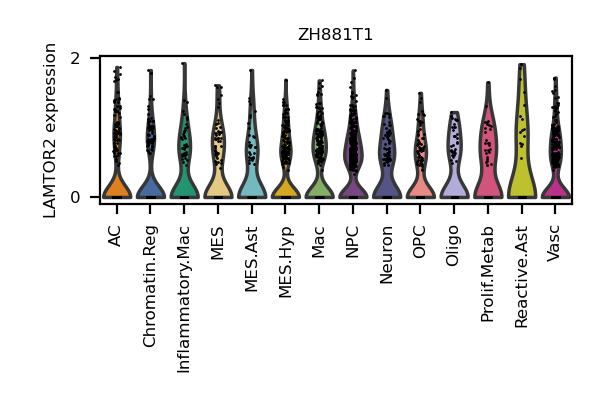 ZH881T1
LAMTOR2 expression
2
0
AC
Chromatin.Reg
Inflammatory.Mac
MES
MES.Ast
MES.Hyp
Mac
NPC
Neuron
OPC
Oligo
Prolif.Metab
Reactive.Ast
Vasc